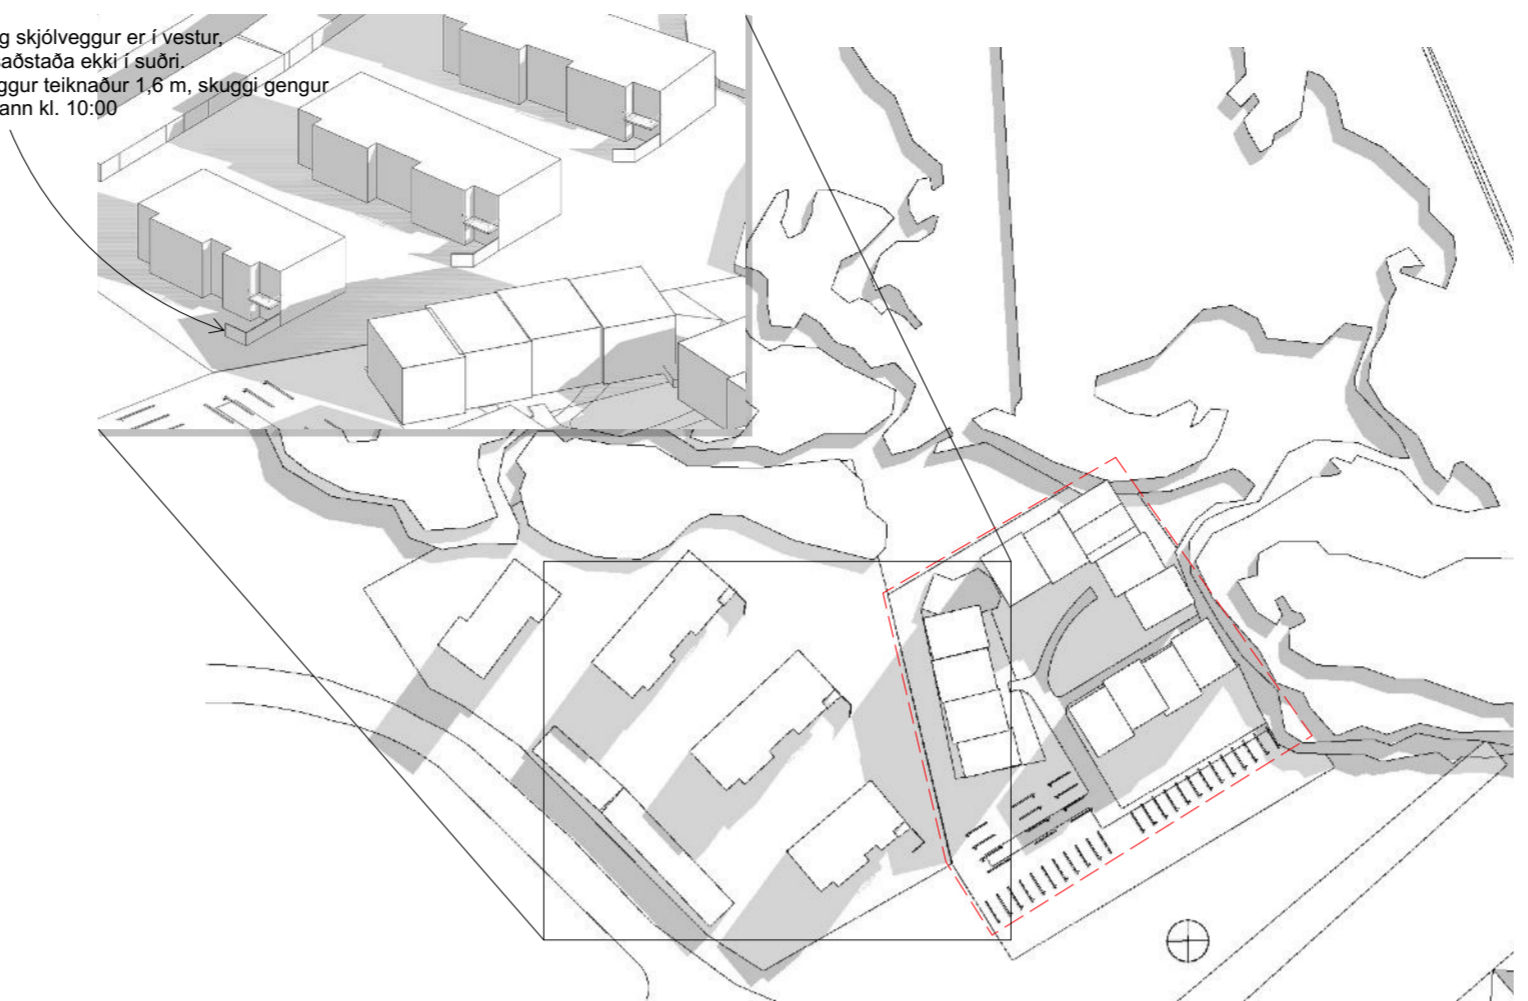 g skjólveggur er í vestur,
aðstaða ekki í suðri.
ggur teiknaður 1,6 m, skuggi gengur
ann kl. 10:00